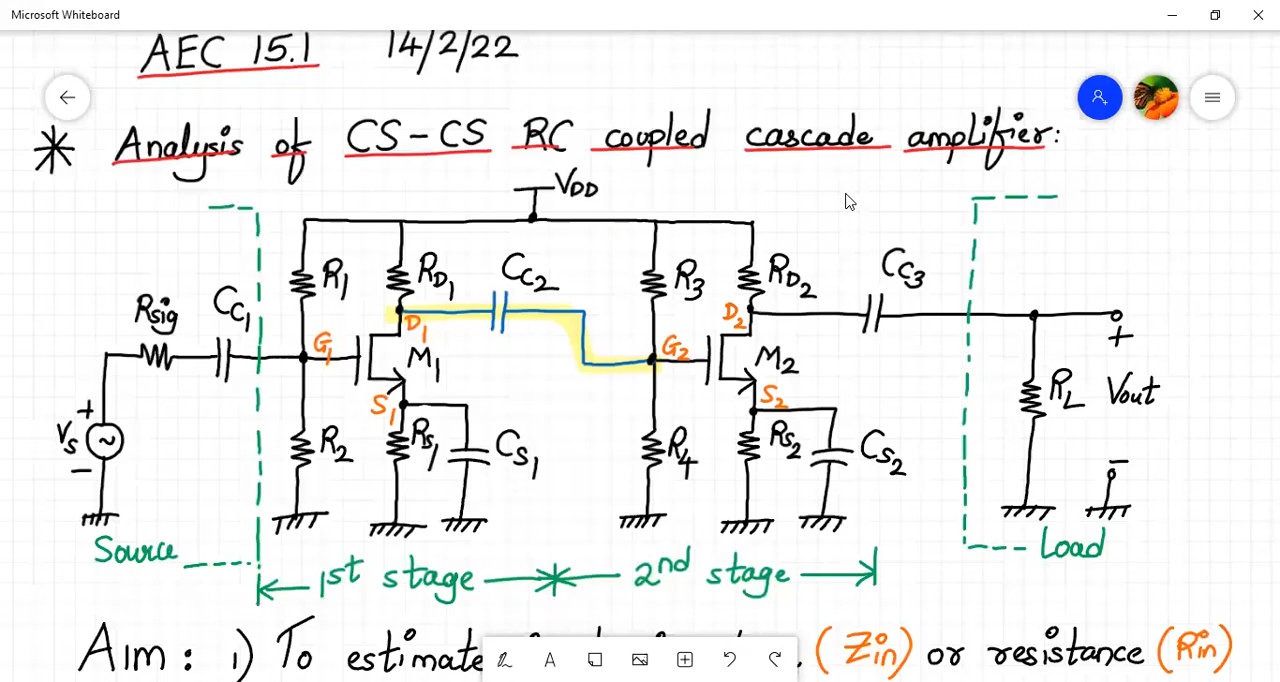 Microsoft Whiteboard
AEC 15.1 14/2/22
* Analysis of CS-CS RC coupled cascade amplifier:
VDD
R1 RD1 CC2 R3 RD2 CC3
Rsig CC1 G1 D1 M1 G2 D2 M2
+ Vs - S1 S2 RL + Vout -
R2 RS1 CS1 R4 RS2 CS2
Source 1st stage 2nd stage Load
Aim: 1) To estimate (Zin) or resistance (Rin)